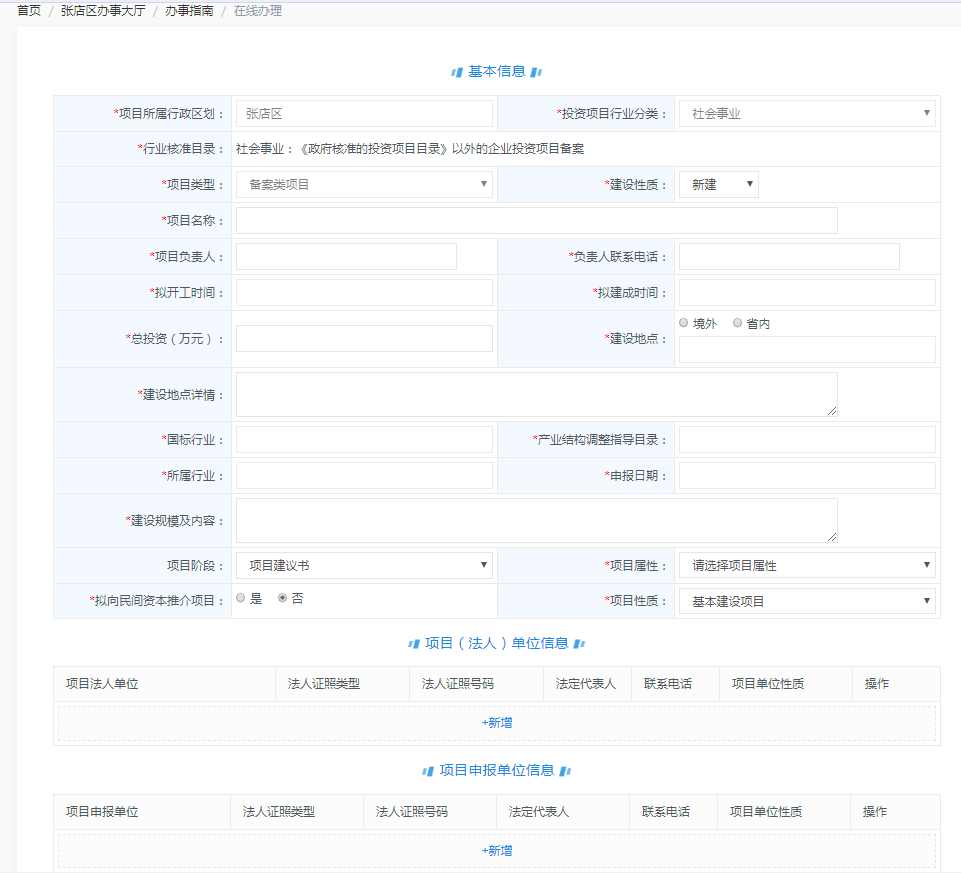 首页 / 张店区办事大厅 / 办事指南 / 在线办理
基本信息
*项目所属行政区划： 张店区 *投资项目行业分类： 社会事业
*行业核准目录： 社会事业：《政府核准的投资项目目录》以外的企业投资项目备案
*项目类型： 备案类项目 *建设性质： 新建
*项目名称：
*项目负责人： *负责人联系电话：
*拟开工时间： *拟建成时间：
*总投资（万元）： *建设地点： 境外 省内
*建设地点详情：
*国标行业： *产业结构调整指导目录：
*所属行业： *申报日期：
*建设规模及内容：
项目阶段： 项目建议书 *项目属性： 请选择项目属性
*拟向民间资本推介项目： 是 否 *项目性质： 基本建设项目
项目（法人）单位信息
项目法人单位 法人证照类型 法人证照号码 法定代表人 联系电话 项目单位性质 操作
+新增
项目申报单位信息
项目申报单位 法人证照类型 法人证照号码 法定代表人 联系电话 项目单位性质 操作
+新增